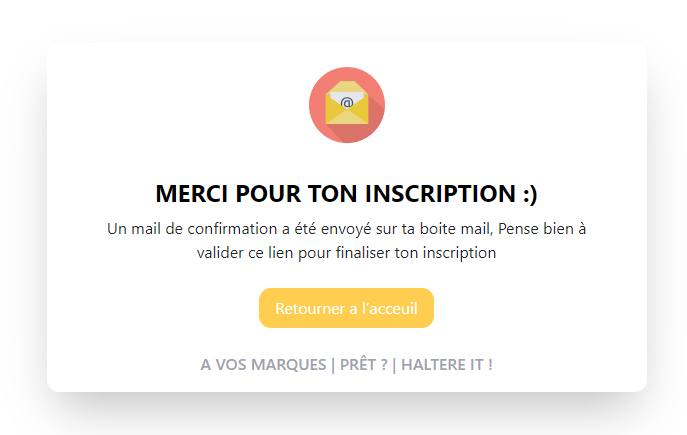 @
MERCI POUR TON INSCRIPTION :)
Un mail de confirmation a été envoyé sur ta boite mail, Pense bien à
valider ce lien pour finaliser ton inscription
Retourner a l'acceuil
A VOS MARQUES | PRÊT ? | HALTERE IT !